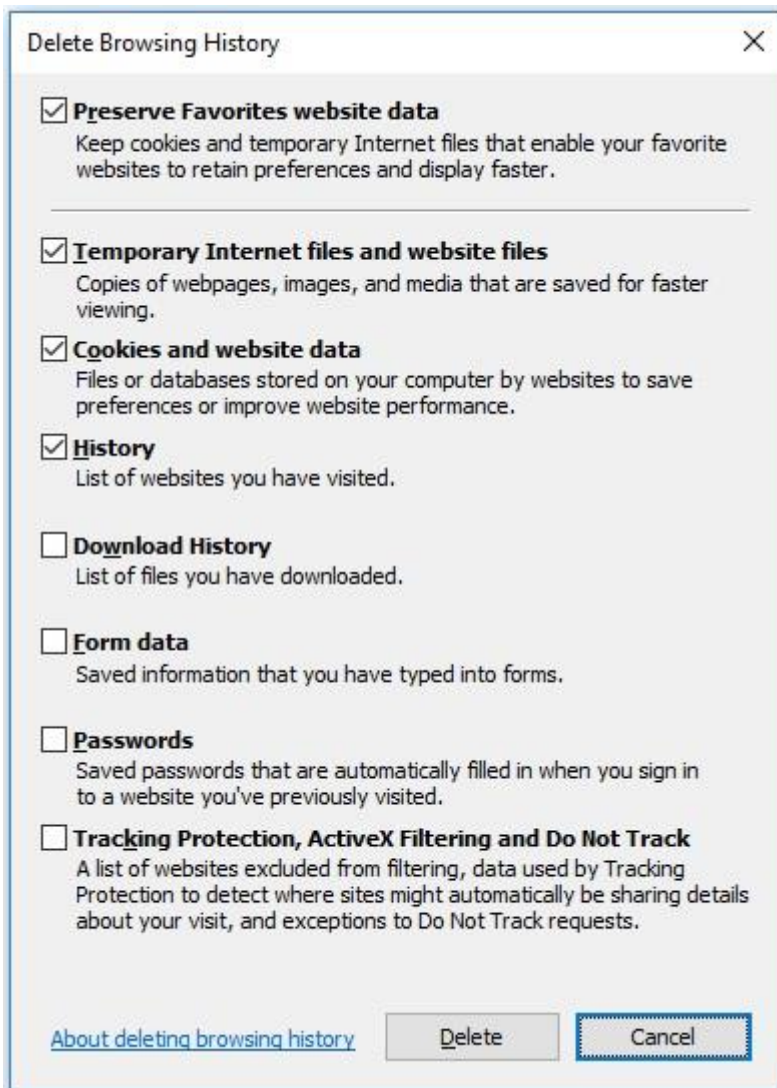 Delete Browsing History
Preserve Favorites website data
Keep cookies and temporary Internet files that enable your favorite
websites to retain preferences and display faster.
Temporary Internet files and website files
Copies of webpages, images, and media that are saved for faster
viewing.
Cookies and website data
Files or databases stored on your computer by websites to save
preferences or improve website performance.
History
List of websites you have visited.
Download History
List of files you have downloaded.
Form data
Saved information that you have typed into forms.
Passwords
Saved passwords that are automatically filled in when you sign in
to a website you've previously visited.
Tracking Protection, ActiveX Filtering and Do Not Track
A list of websites excluded from filtering, data used by Tracking
Protection to detect where sites might automatically be sharing details
about your visit, and exceptions to Do Not Track requests.
About deleting browsing history Delete Cancel